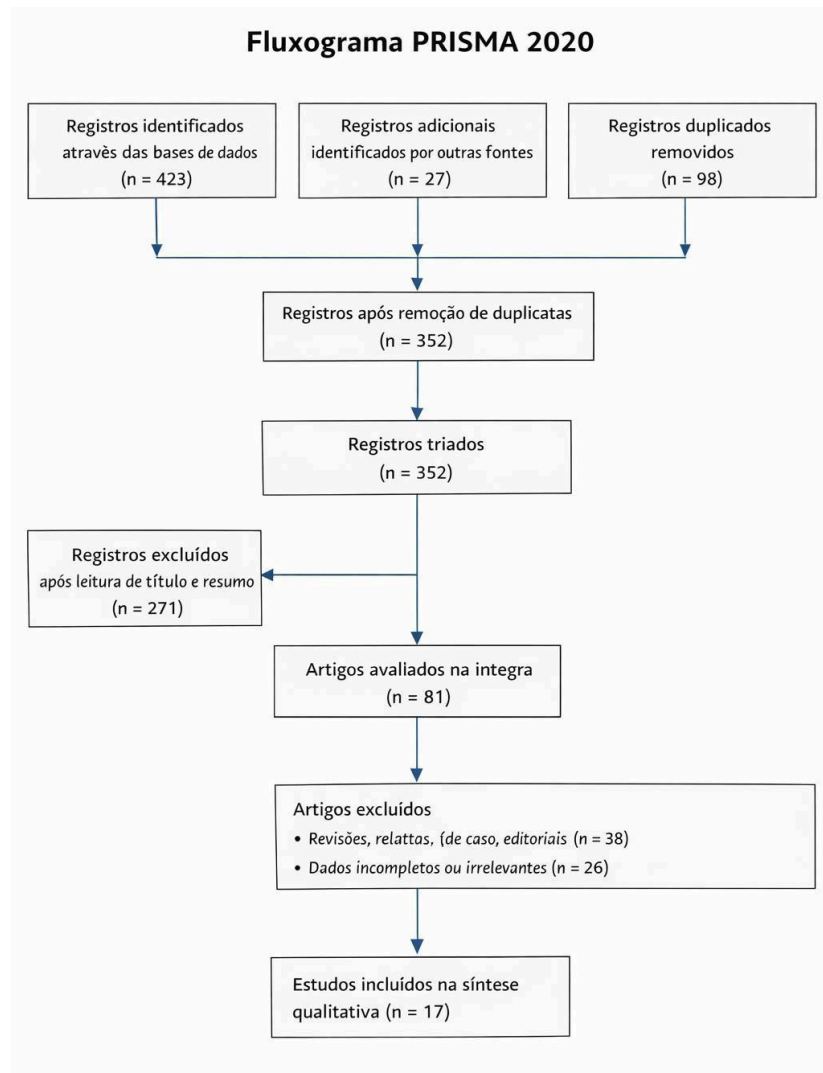 Fluxograma PRISMA 2020
Registros identificados
atravès das bases de dados
(n = 423)
Registros adicionais
identificados por outras fontes
(n = 27)
Registros duplicados
removidos
(n = 98)
Registros após remoção de duplicatas
(n = 352)
Registros triados
(n = 352)
Registros excluídos
após leitura de título e resumo
(n = 271)
Artigos avaliados na integra
(n = 81)
Artigos excluídos
• Revisões, relattas, (de caso, editoriais (n = 38)
• Dados incompletos ou irrelevantes (n = 26)
Estudos incluídos na síntese
qualitativa (n = 17)